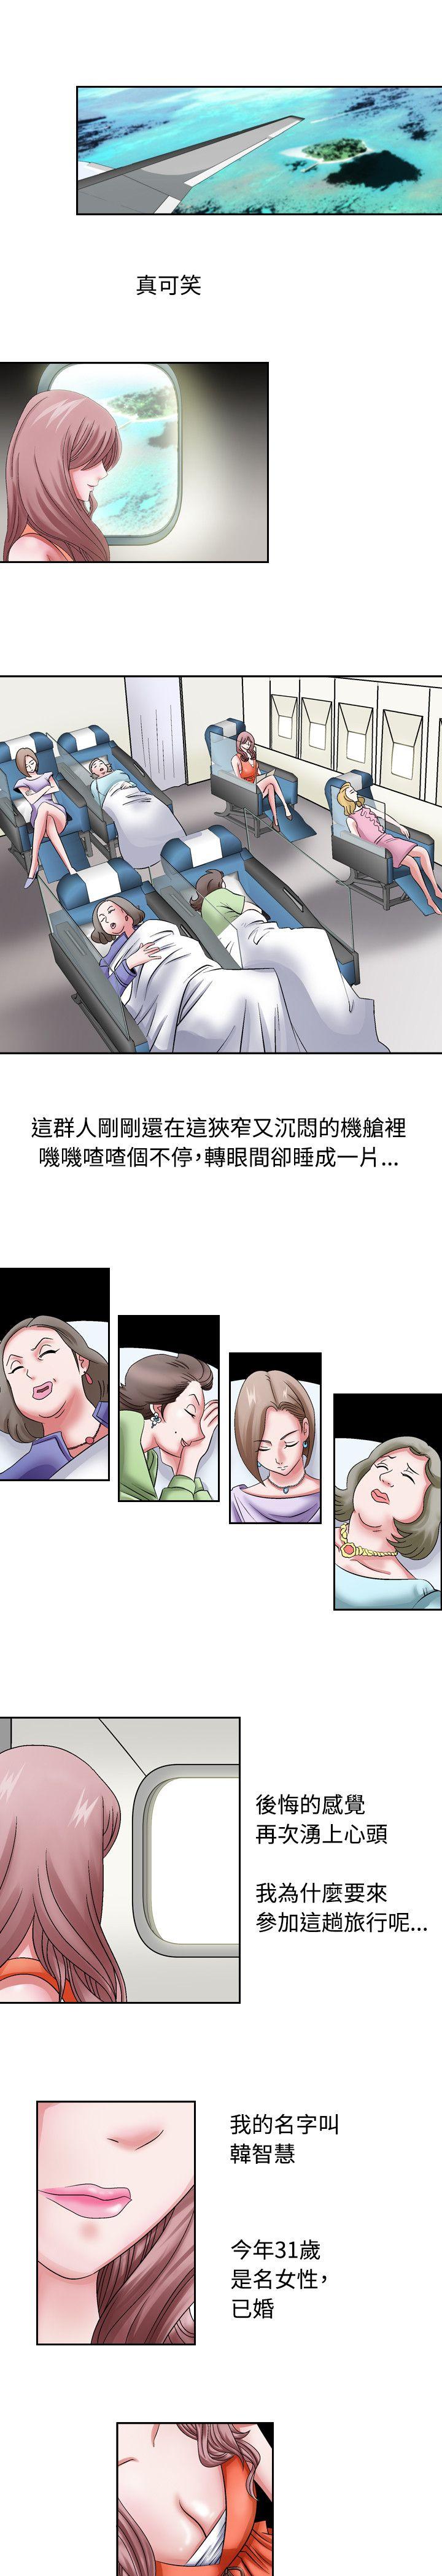 真可笑
這群人剛剛還在這狹窄又沉悶的機艙裡
嘰嘰喳喳個不停，轉眼間卻睡成一片...
後悔的感覺
再次湧上心頭
我為什麼要來
參加這趟旅行呢...
我的名字叫
韓智慧
今年31歲
是名女性，
已婚